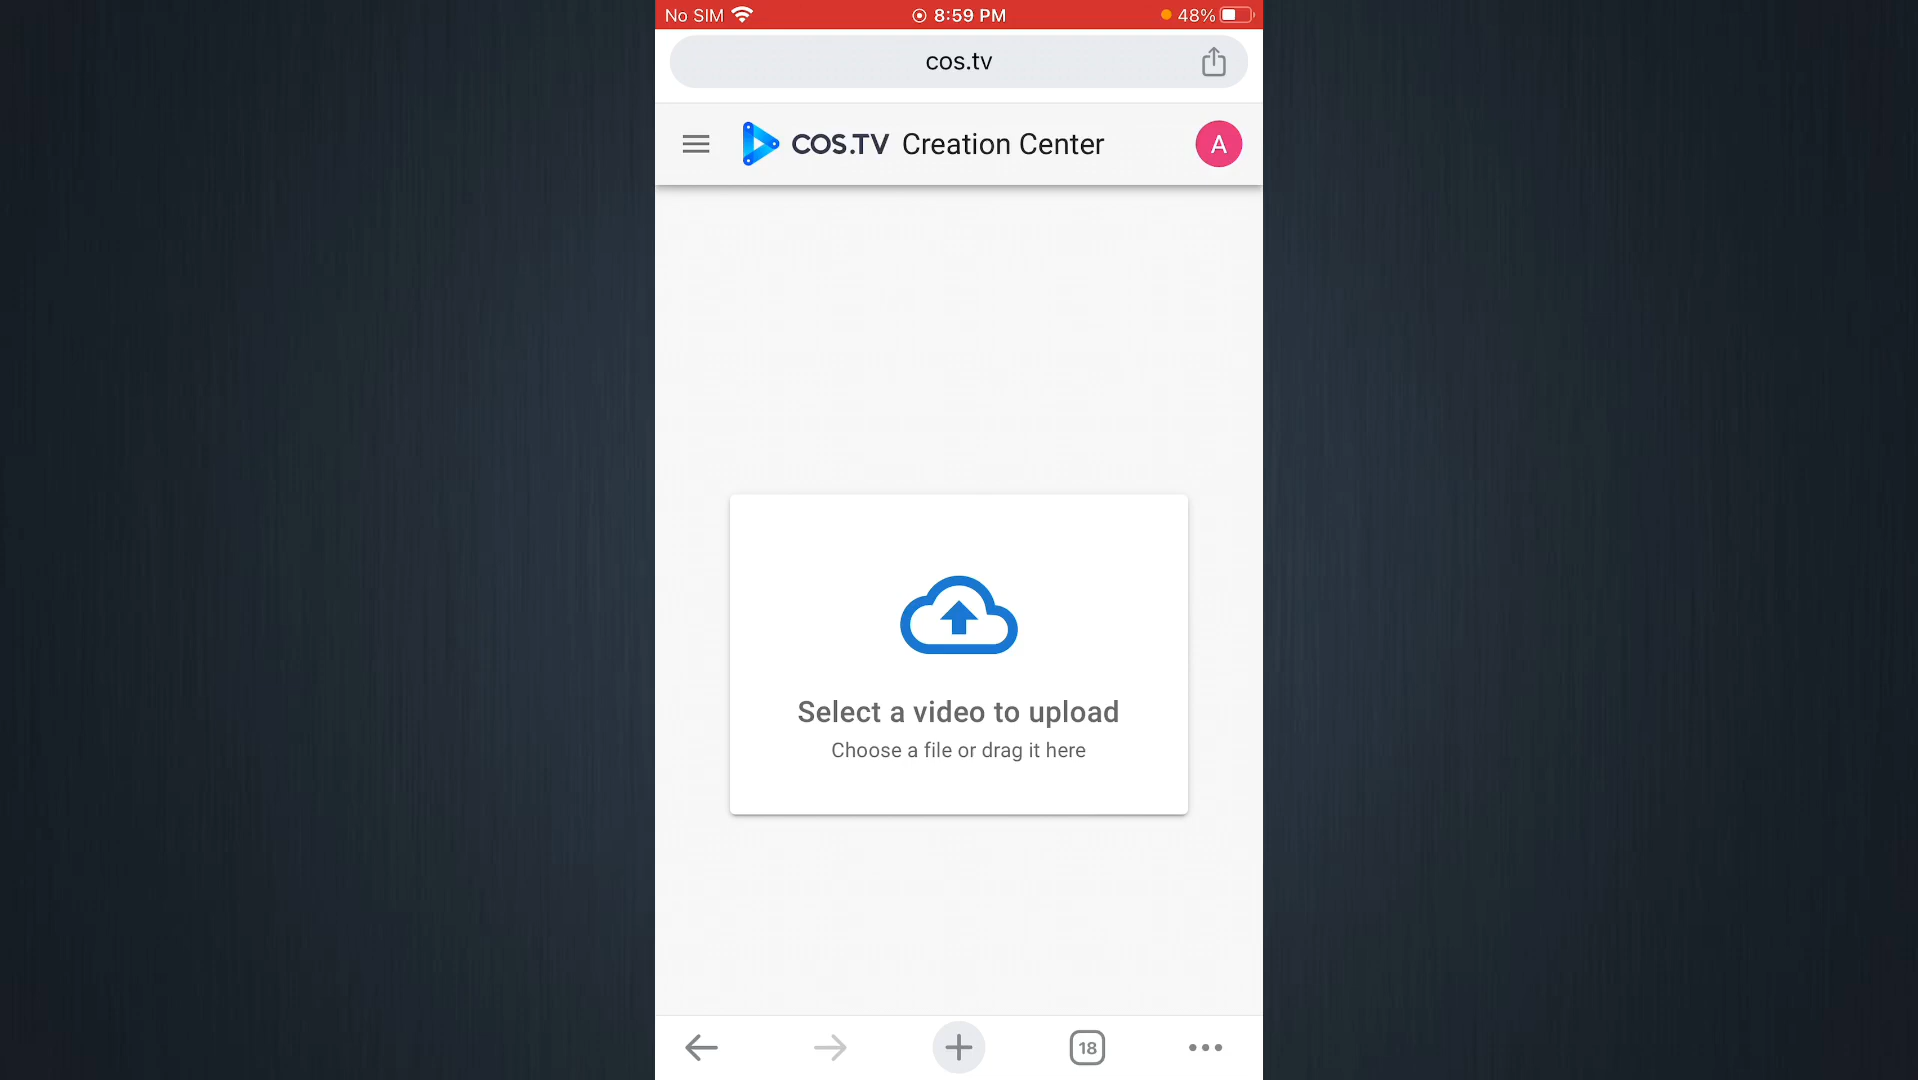 No SIM 8:59 PM 48%
cos.tv
COS.TV Creation Center A
Select a video to upload
Choose a file or drag it here
18